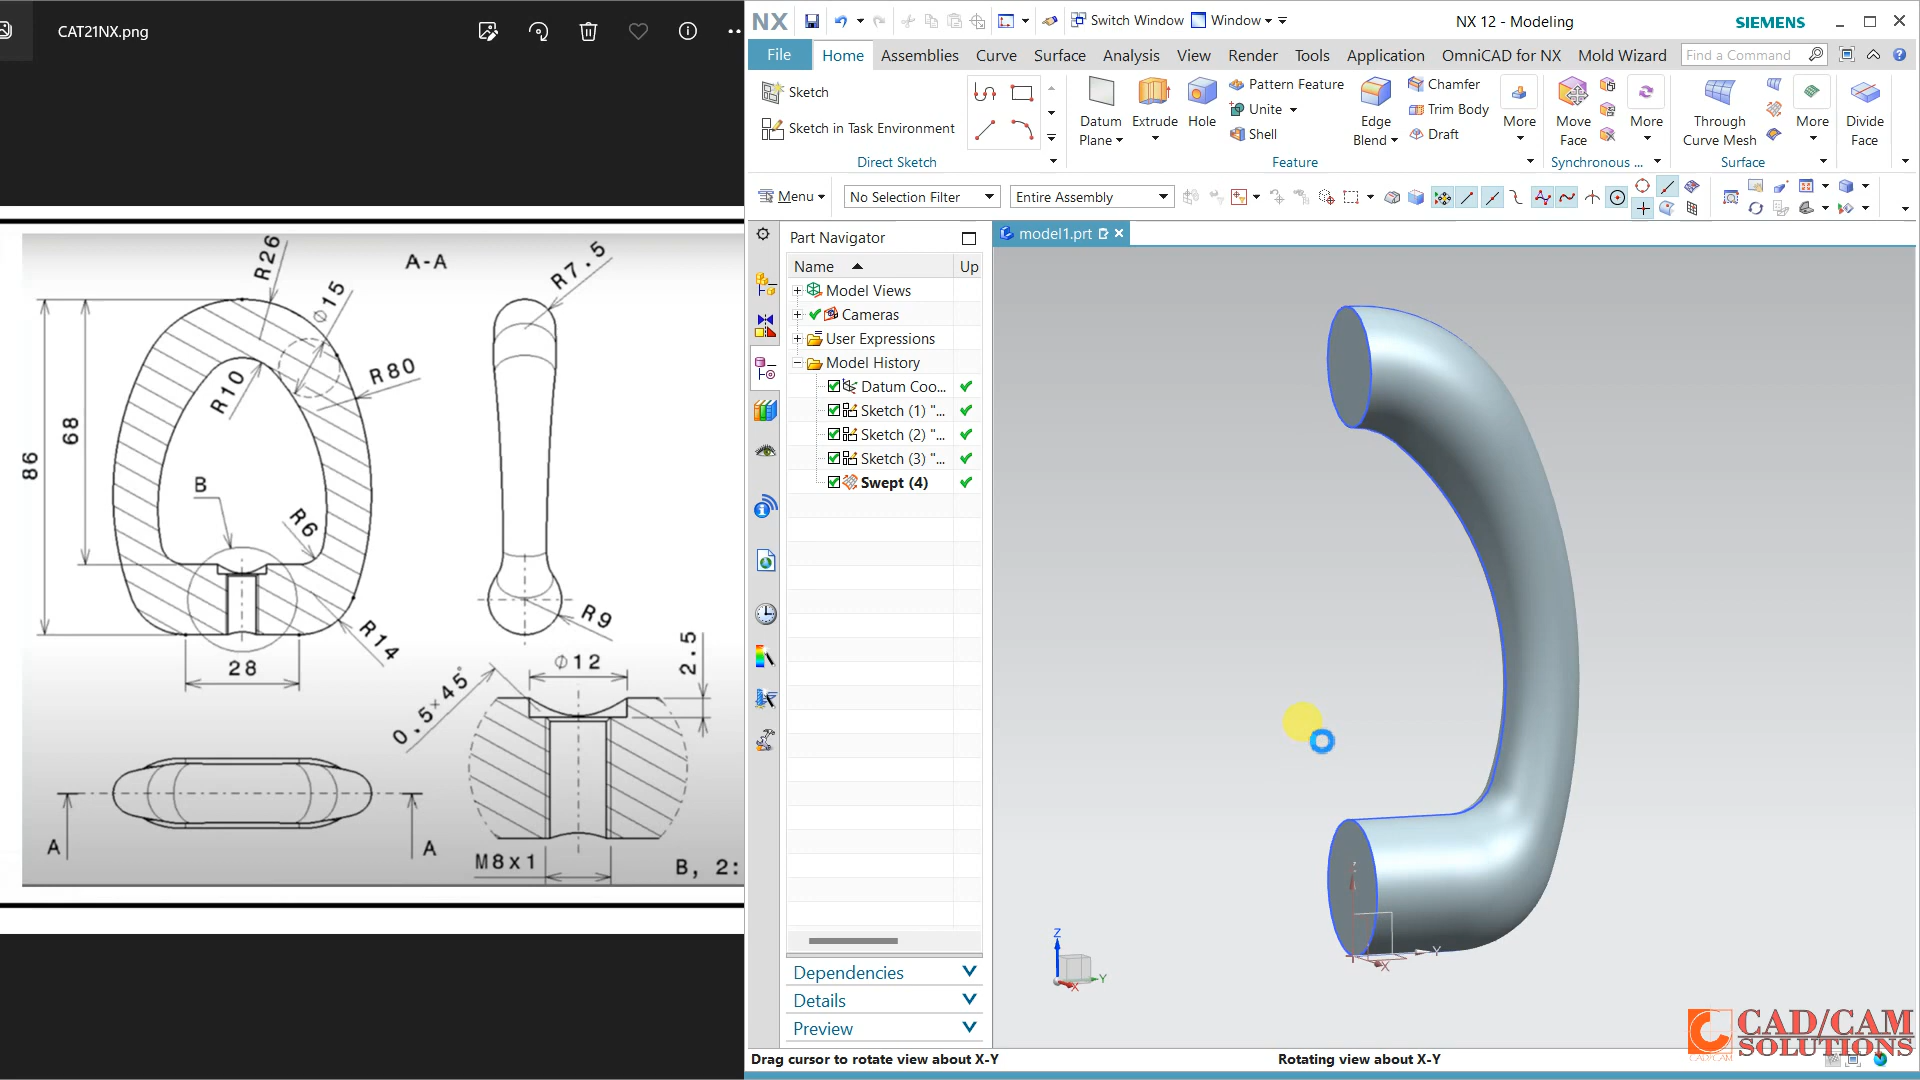 CAT21NX.png
NX
Switch Window
Window
NX 12 - Modeling
SIEMENS
File
Home
Assemblies
Curve
Surface
Analysis
View
Render
Tools
Application
OmniCAD for NX
Mold Wizard
Find a Command
Sketch
Sketch in Task Environment
Direct Sketch
Datum
Plane
Extrude
Hole
Pattern Feature
Unite
Shell
Edge
Blend
Chamfer
Trim Body
Draft
More
Feature
Move
Face
More
Synchronous ...
Through
Curve Mesh
More
Surface
Divide
Face
Menu
No Selection Filter
Entire Assembly
Part Navigator
model1.prt
Name
Up
Model Views
Cameras
User Expressions
Model History
Datum Coo...
Sketch (1) "...
Sketch (2) "...
Sketch (3) "...
Swept (4)
Dependencies
Details
Preview
R26
A-A
R7.5
Ø15
R80
R10
68
86
B
R6
R9
R14
28
Ø12
2.5
0.5×45°
A
A
M8x1
B, 2:
Z
Y
X
Y
X
CAD/CAM
SOLUTIONS
CAD/CAM
Drag cursor to rotate view about X-Y
Rotating view about X-Y